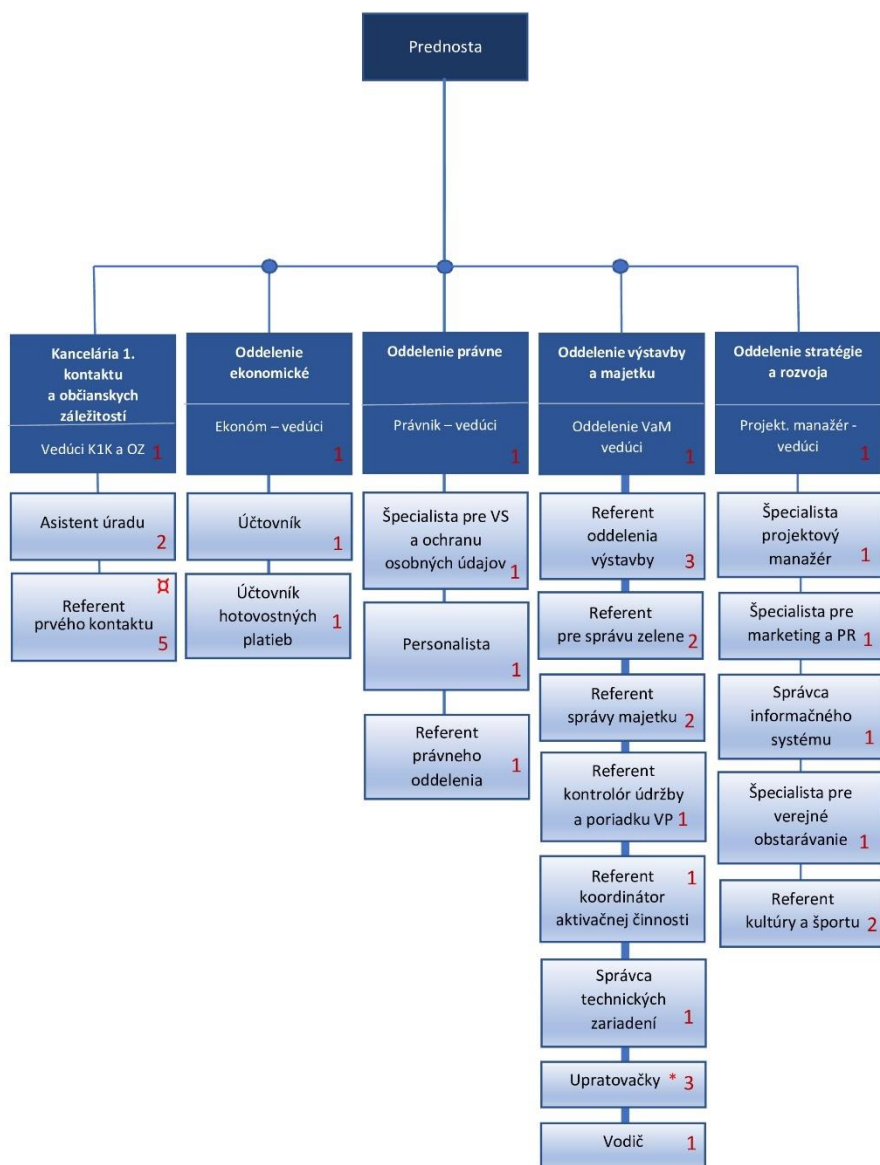 Prednosta
Kancelária 1.
kontaktu
a občianskych
záležitostí
Vedúci K1K a OZ 1
Asistent úradu
2
¤
Referent
prvého kontaktu
5
Oddelenie
ekonomické
Ekonóm – vedúci
1
Účtovník
1
Účtovník
hotovostných 1
platieb
Oddelenie právne
Právnik – vedúci
1
Špecialista pre VS
a ochranu
osobných údajov 1
Personalista
1
Referent
právneho 1
oddelenia
Oddelenie výstavby
a majetku
Oddelenie VaM
vedúci
1
Referent
oddelenia
výstavby 3
Referent
pre správu zelene 2
Referent
správy majetku 2
Referent
kontrolór údržby
a poriadku VP 1
Referent 1
koordinátor
aktivačnej činnosti
Správca
technických
zariadení 1
Upratovačky * 3
Vodič 1
Oddelenie stratégie
a rozvoja
Projekt. manažér -
vedúci 1
Špecialista
projektový
manažér 1
Špecialista pre
marketing a PR 1
Správca
informačného
systému 1
Špecialista pre
verejné
obstarávanie 1
Referent
kultúry a športu 2